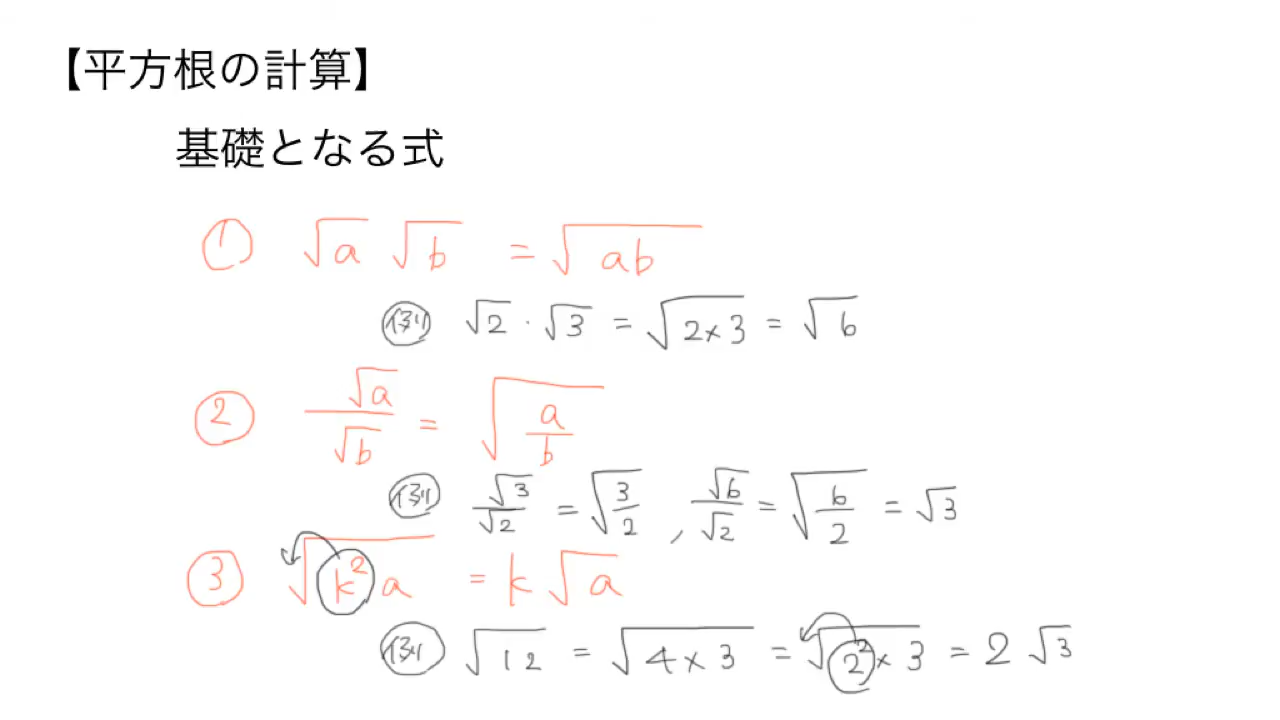 【平方根の計算】
基礎となる式
① √a √b = √ab
例 √2 · √3 = √2×3 = √6
② √a/√b = √a/b
例 √3/√2 = √3/2 , √6/√2 = √6/2 = √3
③ √k²a = k√a
例 √12 = √4×3 = √2²×3 = 2√3